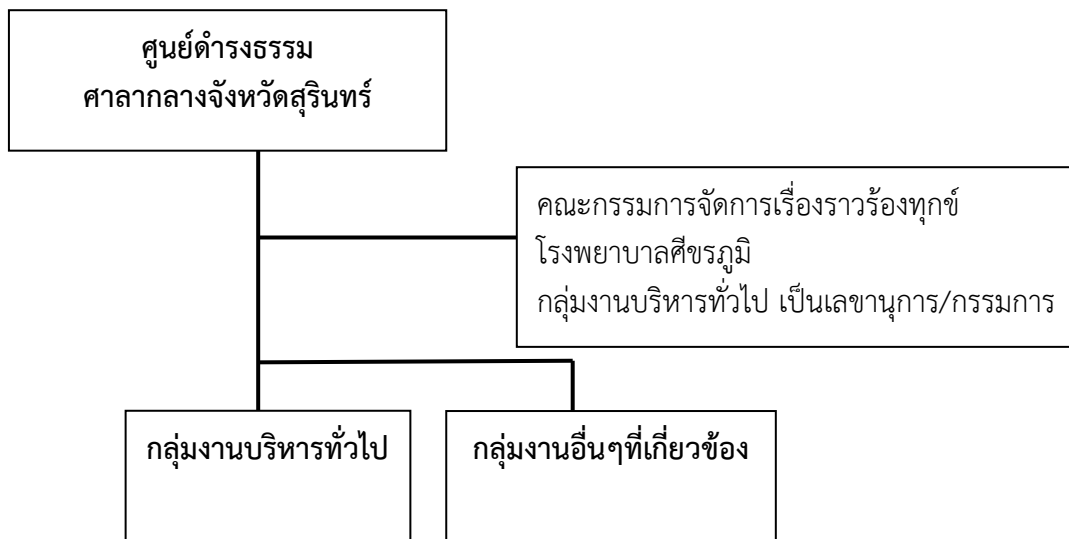 ศูนย์ดำรงธรรม
ศาลากลางจังหวัดสุรินทร์
คณะกรรมการจัดการเรื่องราวร้องทุกข์
โรงพยาบาลศีขรภูมิ
กลุ่มงานบริหารทั่วไป เป็นเลขานุการ/กรรมการ
กลุ่มงานบริหารทั่วไป
กลุ่มงานอื่นๆที่เกี่ยวข้อง